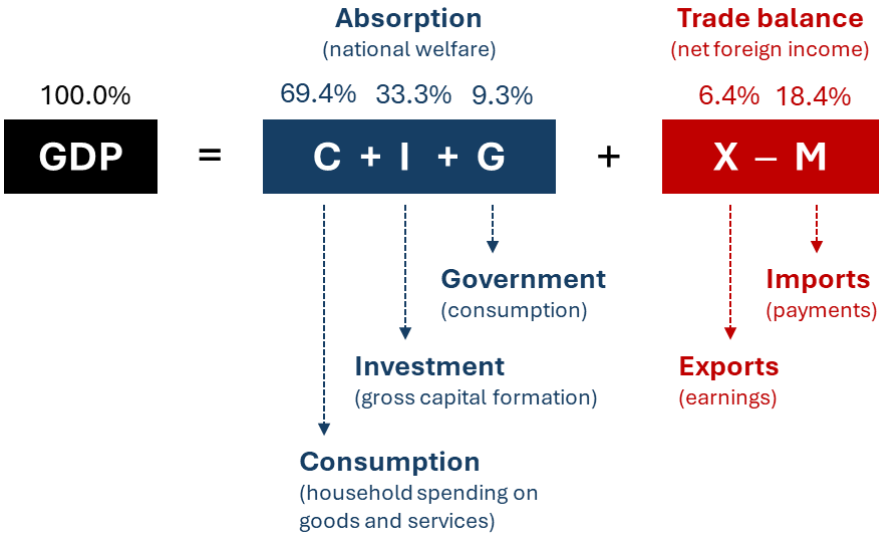 Absorption
(national welfare)
Trade balance
(net foreign income)
100.0%
69.4% 33.3% 9.3%
6.4% 18.4%
GDP = C + I + G + X – M
Government
(consumption)
Imports
(payments)
Investment
(gross capital formation)
Exports
(earnings)
Consumption
(household spending on
goods and services)